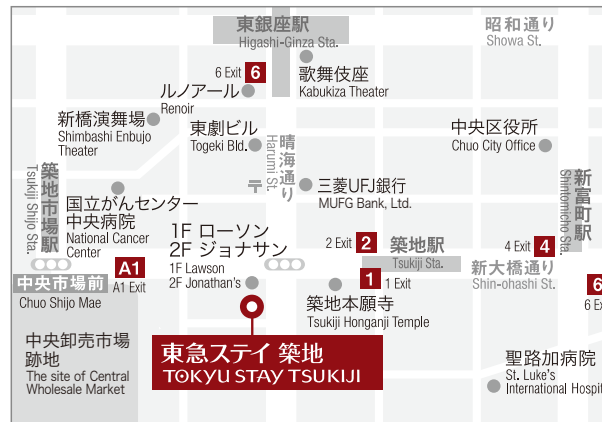 東銀座駅
Higashi-Ginza Sta.
昭和通り
Showa St.
6 Exit 6
歌舞伎座
Kabukiza Theater
ルノアール
Renoir
新橋演舞場
Shimbashi Enbujo
Theater
東劇ビル
Togeki Bld.
晴海通り
Harumi St.
中央区役所
Chuo City Office
築地市場駅
Tsukiji Shijo Sta.
新富町駅
Shintomicho Sta.
〒
三菱UFJ銀行
MUFG Bank, Ltd.
国立がんセンター
中央病院
National Cancer
Center
1F ローソン
2F ジョナサン
1F Lawson
2F Jonathan's
2 Exit 2
築地駅
Tsukiji Sta.
4 Exit 4
新大橋通り
Shin-ohashi St.
A1
A1 Exit
1
1 Exit
中央市場前
Chuo Shijo Mae
築地本願寺
Tsukiji Honganji Temple
6
6 Ex
中央卸売市場
跡地
The site of Central
Wholesale Market
東急ステイ 築地
TOKYU STAY TSUKIJI
聖路加病院
St. Luke's
International Hospit